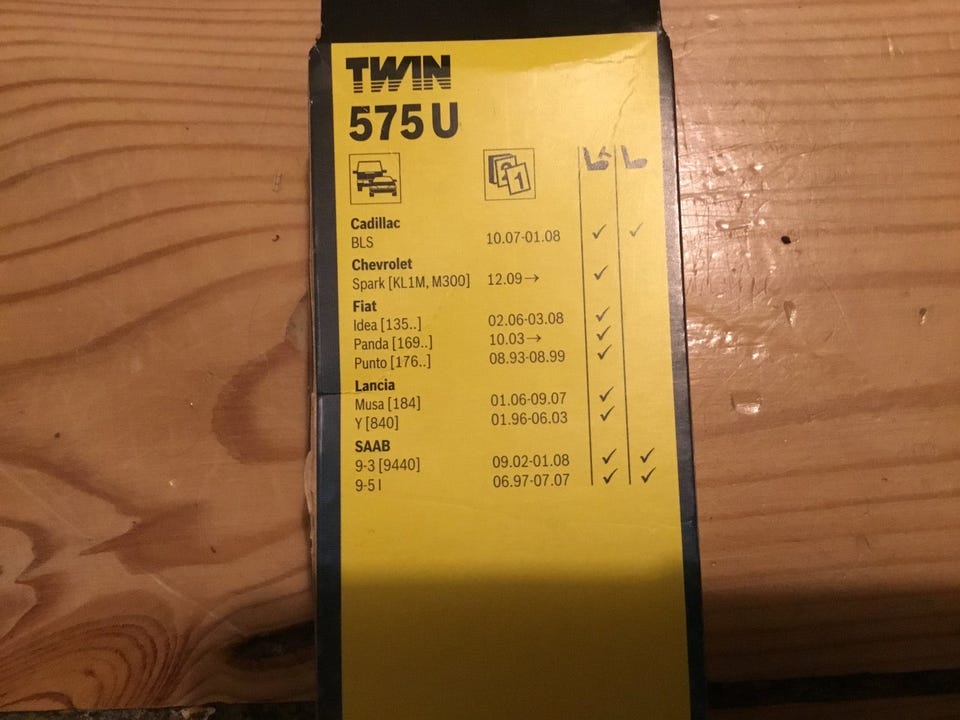 TWIN
575 U
21
Cadillac
BLS 10.07-01.08 ✓ ✓
Chevrolet
Spark [KL1M, M300] 12.09→ ✓
Fiat
Idea [135..] 02.06-03.08 ✓
Panda [169..] 10.03→ ✓
Punto [176..] 08.93-08.99 ✓
Lancia
Musa [184] 01.06-09.07 ✓
Y [840] 01.96-06.03 ✓
SAAB
9-3 [9440] 09.02-01.08 ✓ ✓
9-5 I 06.97-07.07 ✓ ✓